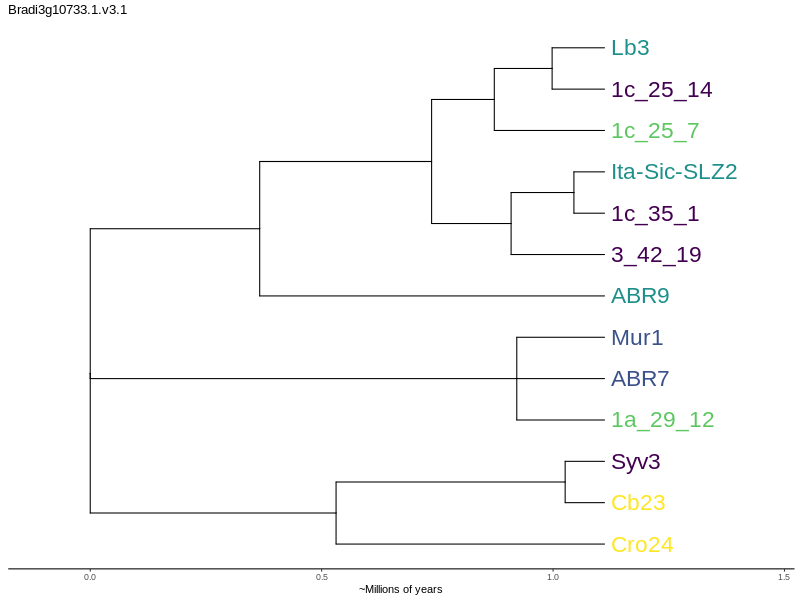 Bradi3g10733.1.v3.1
Lb3
1c_25_14
1c_25_7
Ita-Sic-SLZ2
1c_35_1
3_42_19
ABR9
Mur1
ABR7
1a_29_12
Syv3
Cb23
Cro24
0.0 0.5 1.0 1.5
~Millions of years